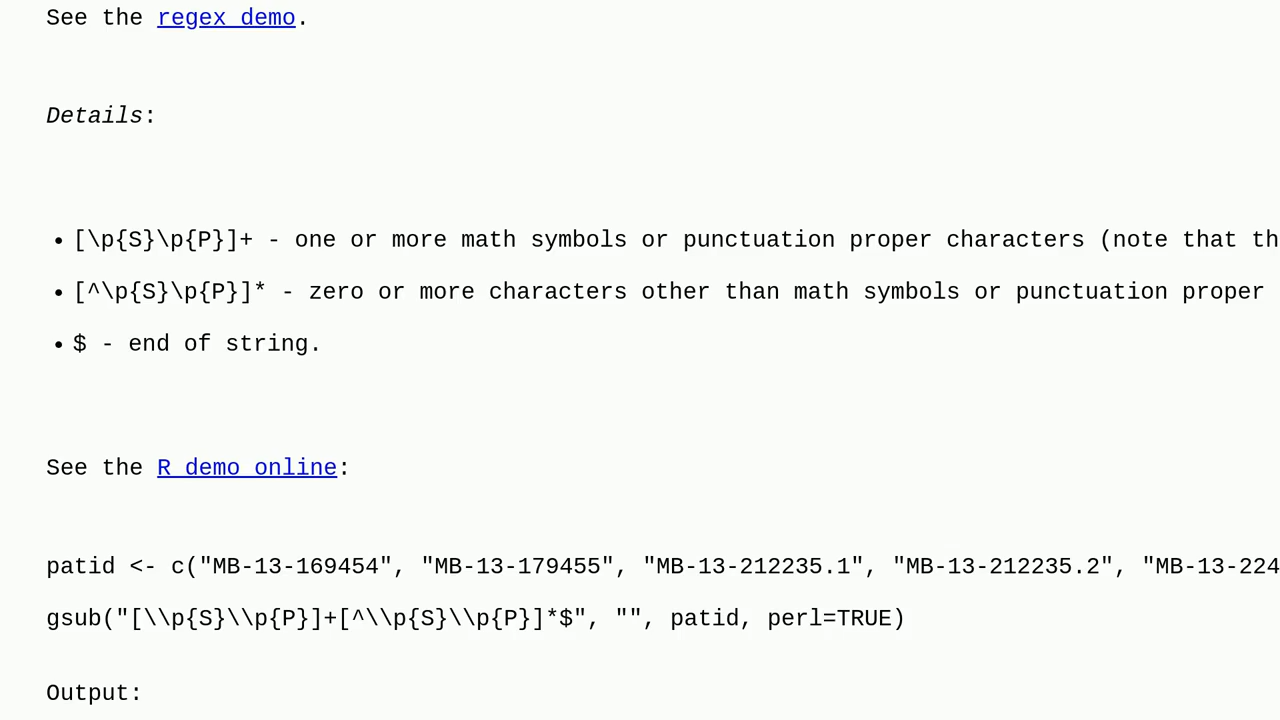 See the regex demo.
Details:
• [\p{S}\p{P}]+ - one or more math symbols or punctuation proper characters (note that
• [^\p{S}\p{P}]* - zero or more characters other than math symbols or punctuation proper
• $ - end of string.
See the R demo online:
patid <- c("MB-13-169454", "MB-13-179455", "MB-13-212235.1", "MB-13-212235.2", "MB-13-224
gsub("[\\p{S}\\p{P}]+[^\\p{S}\\p{P}]*$", "", patid, perl=TRUE)
Output: